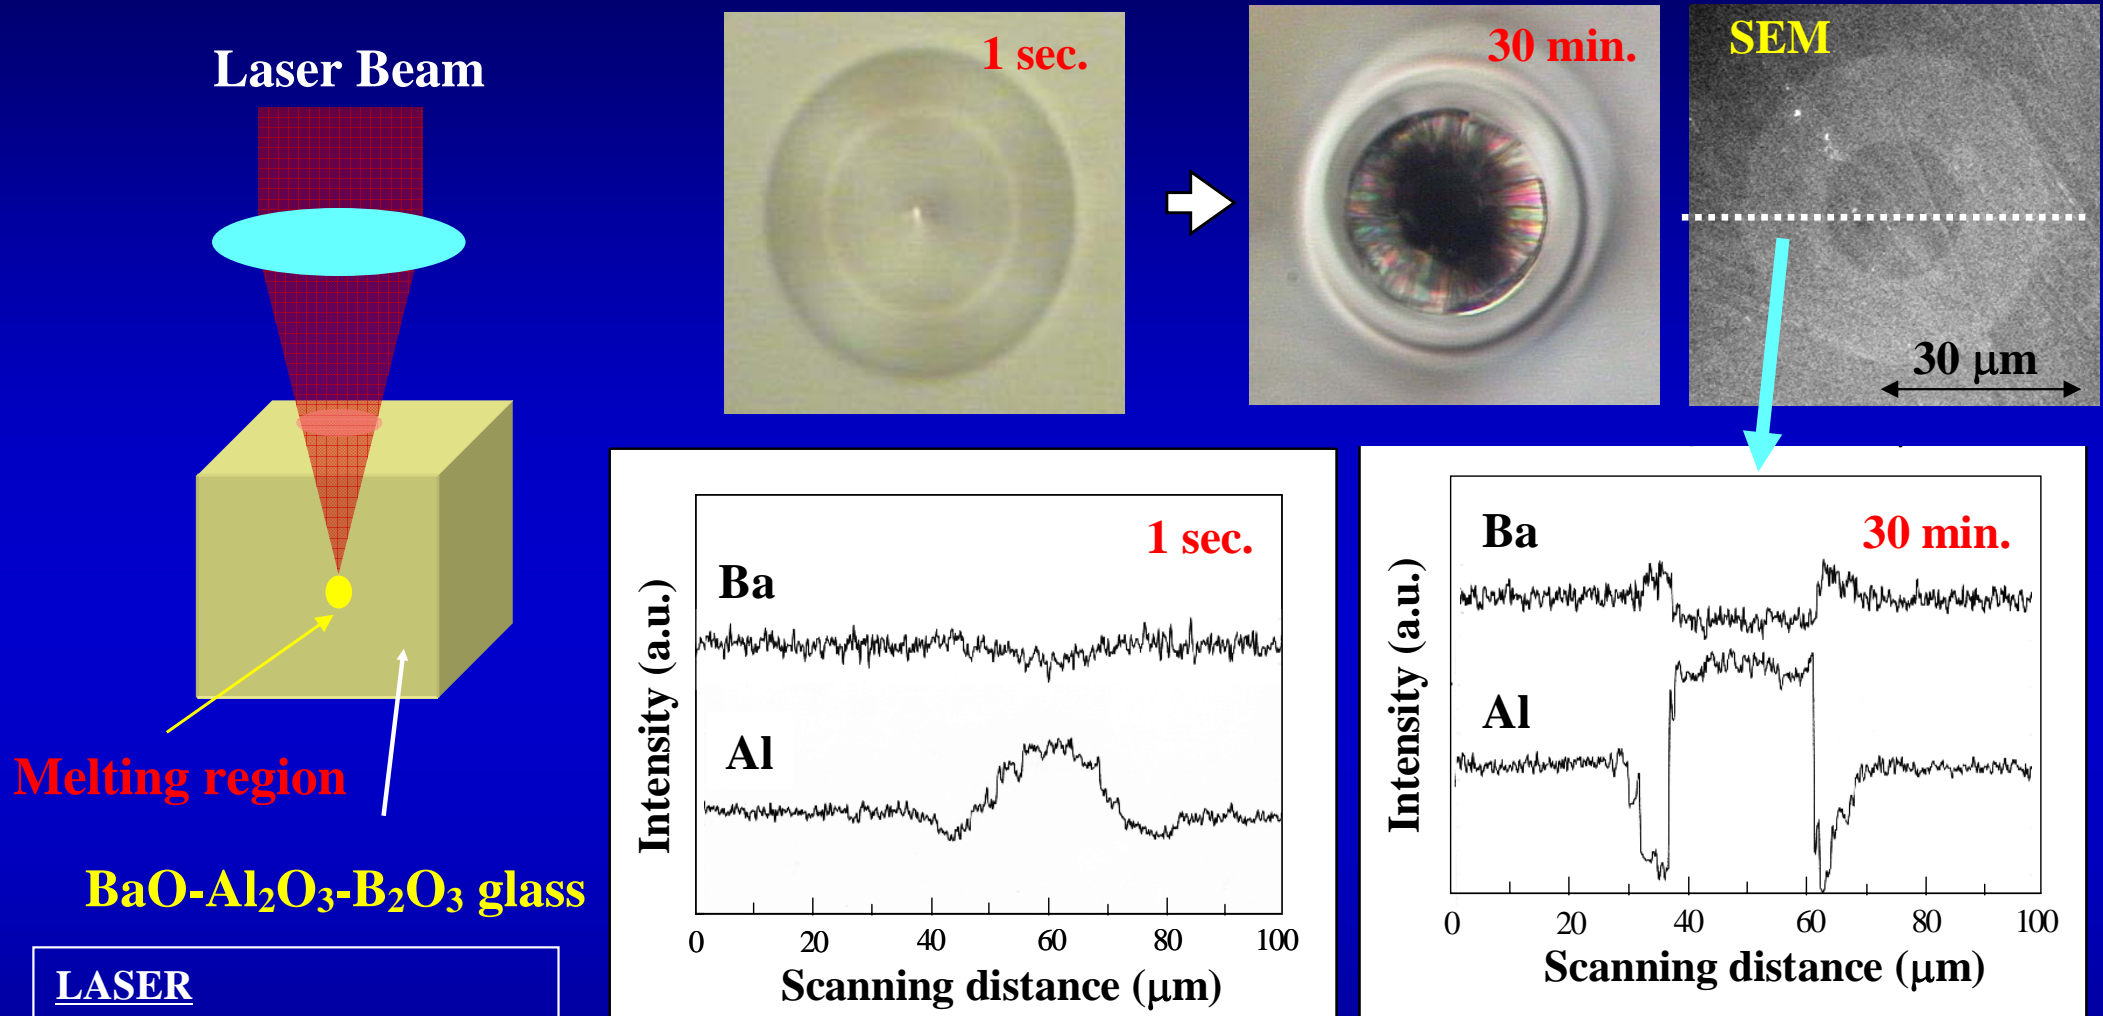 Laser Beam
1 sec.
30 min.
SEM
30 μm
Melting region
BaO-Al₂O₃-B₂O₃ glass
LASER
Intensity (a.u.)
1 sec.
Ba
Al
0 20 40 60 80 100
Scanning distance (μm)
Intensity (a.u.)
Ba
30 min.
Al
0 20 40 60 80 100
Scanning distance (μm)